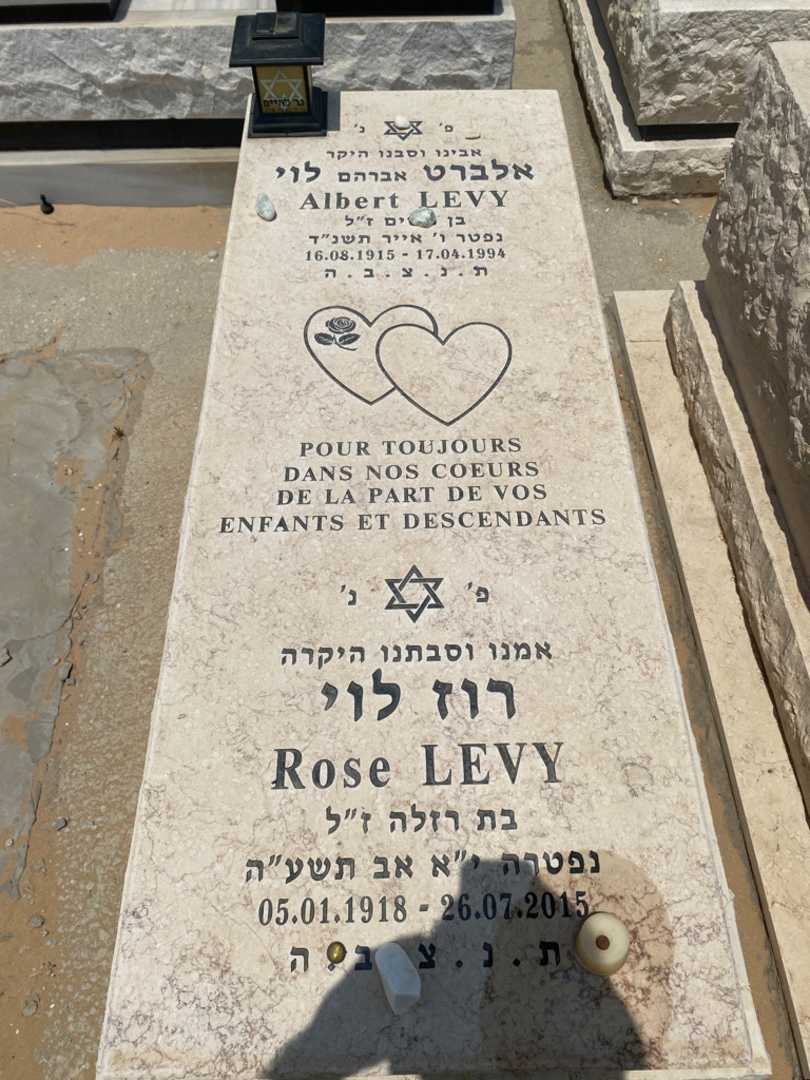 נר לחיים
פ׳ נ׳
אבינו וסבנו היקר
אלברט אברהם לוי
Albert LEVY
בן ז״ל
נפטר ו׳ אייר תשנ״ד
16.08.1915 - 17.04.1994
ת . נ . צ . ב . ה
POUR TOUJOURS
DANS NOS COEURS
DE LA PART DE VOS
ENFANTS ET DESCENDANTS
פ׳ נ׳
אמנו וסבתנו היקרה
רוז לוי
Rose LEVY
בת רזלה ז״ל
נפטרה י״א אב תשע״ה
05.01.1918 - 26.07.2015
ת . נ . צ . ב . ה